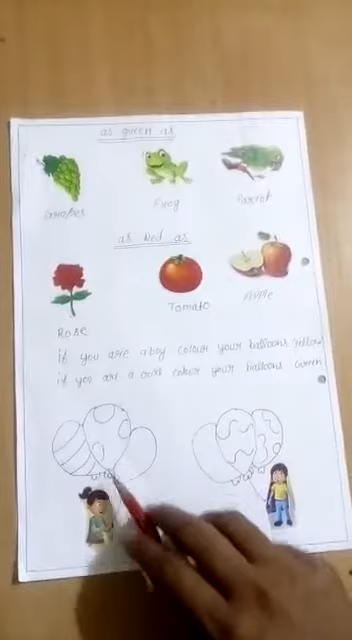 as green as
Grapes Frog Parrot
as Red as
Rose Tomato Apple
if you are a boy colour your balloons Yellow
if you are a Girl colour your balloons Green